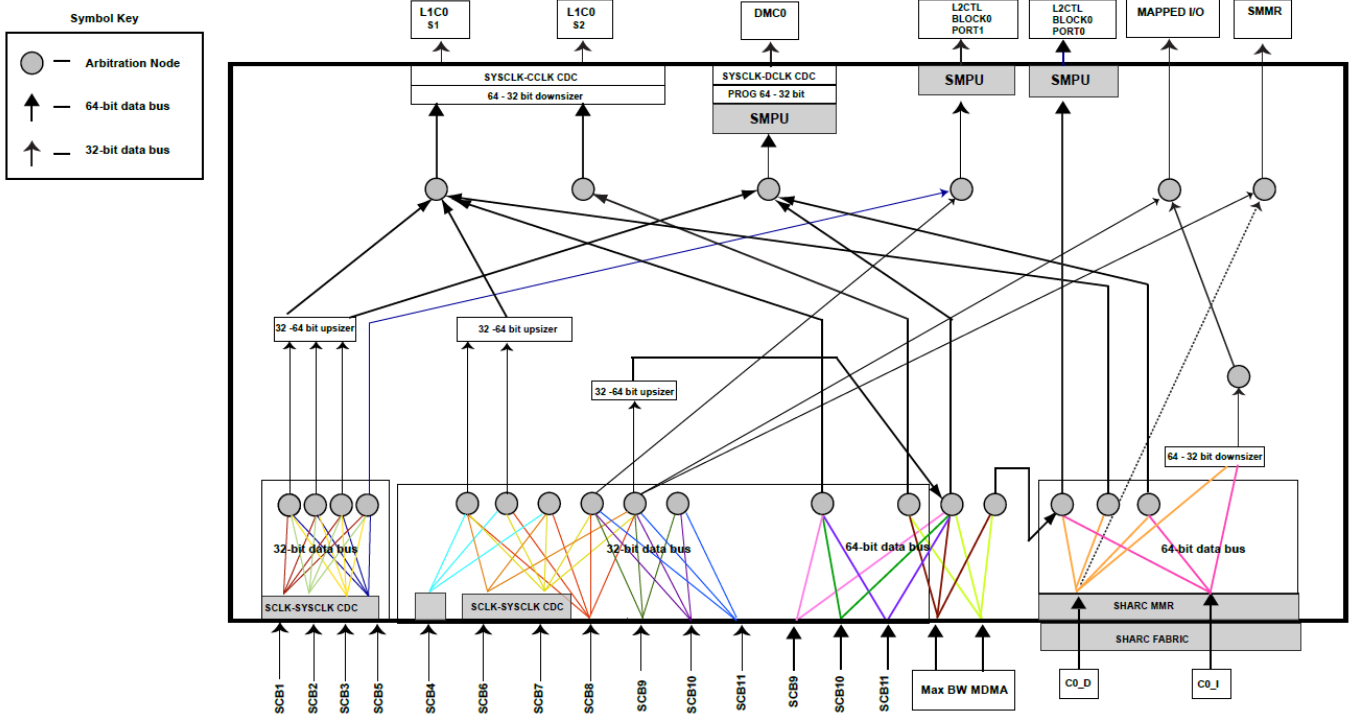 Symbol Key
Arbitration Node
64-bit data bus
32-bit data bus
L1C0
S1
L1C0
S2
DMC0
L2CTL
BLOCK0
PORT1
L2CTL
BLOCK0
PORT0
MAPPED I/O
SMMR
SYSCLK-CCLK CDC
64 - 32 bit downsizer
SYSCLK-DCLK CDC
PROG 64 - 32 bit
SMPU
SMPU
SMPU
32 -64 bit upsizer
32 -64 bit upsizer
32 -64 bit upsizer
64 - 32 bit downsizer
32-bit data bus
32-bit data bus
64-bit data bus
64-bit data bus
SCLK-SYSCLK CDC
SCLK-SYSCLK CDC
SHARC MMR
SHARC FABRIC
SCB1
SCB2
SCB3
SCB5
SCB4
SCB6
SCB7
SCB8
SCB9
SCB10
SCB11
SCB9
SCB10
SCB11
Max BW MDMA
C0_D
C0_I